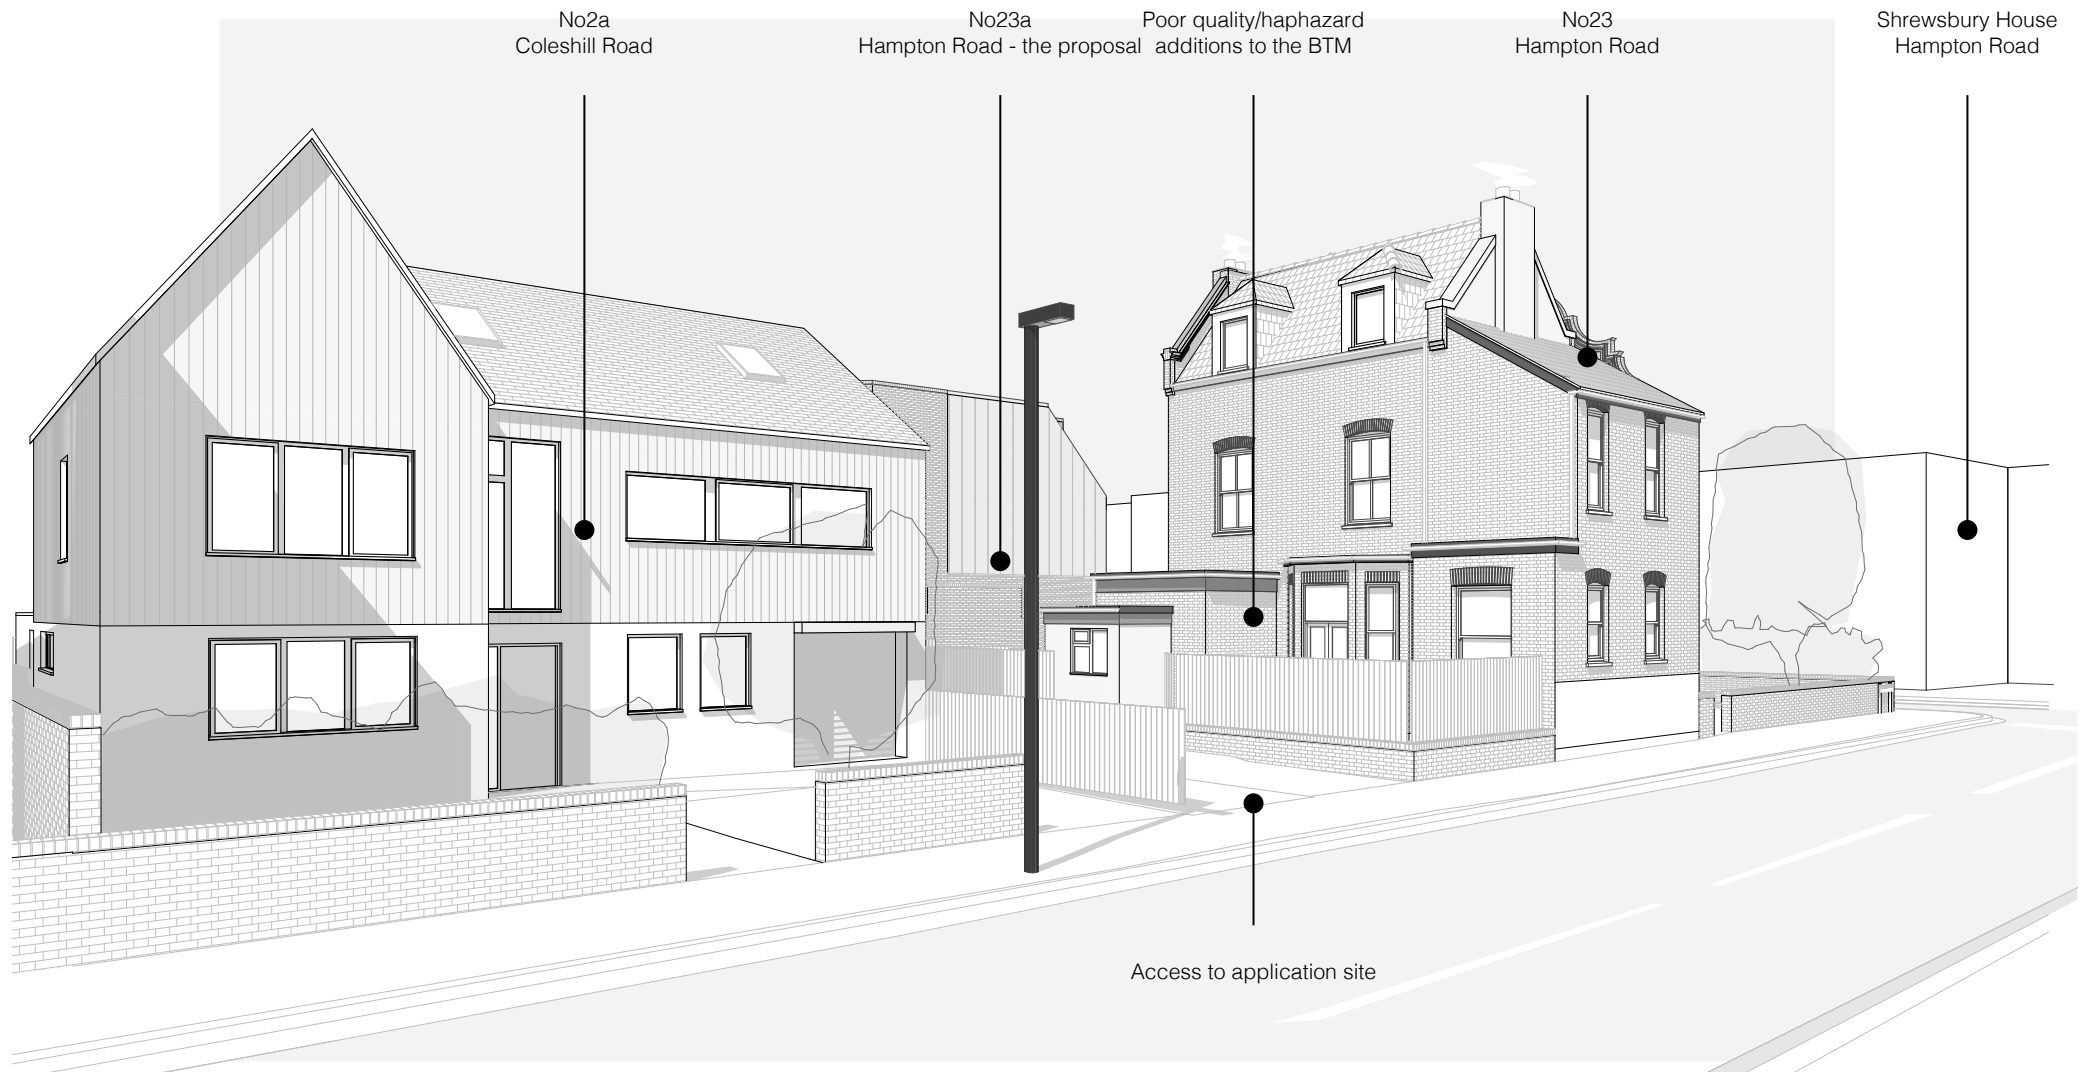 No2a
Coleshill Road
No23a
Hampton Road - the proposal
Poor quality/haphazard
additions to the BTM
No23
Hampton Road
Shrewsbury House
Hampton Road
Access to application site